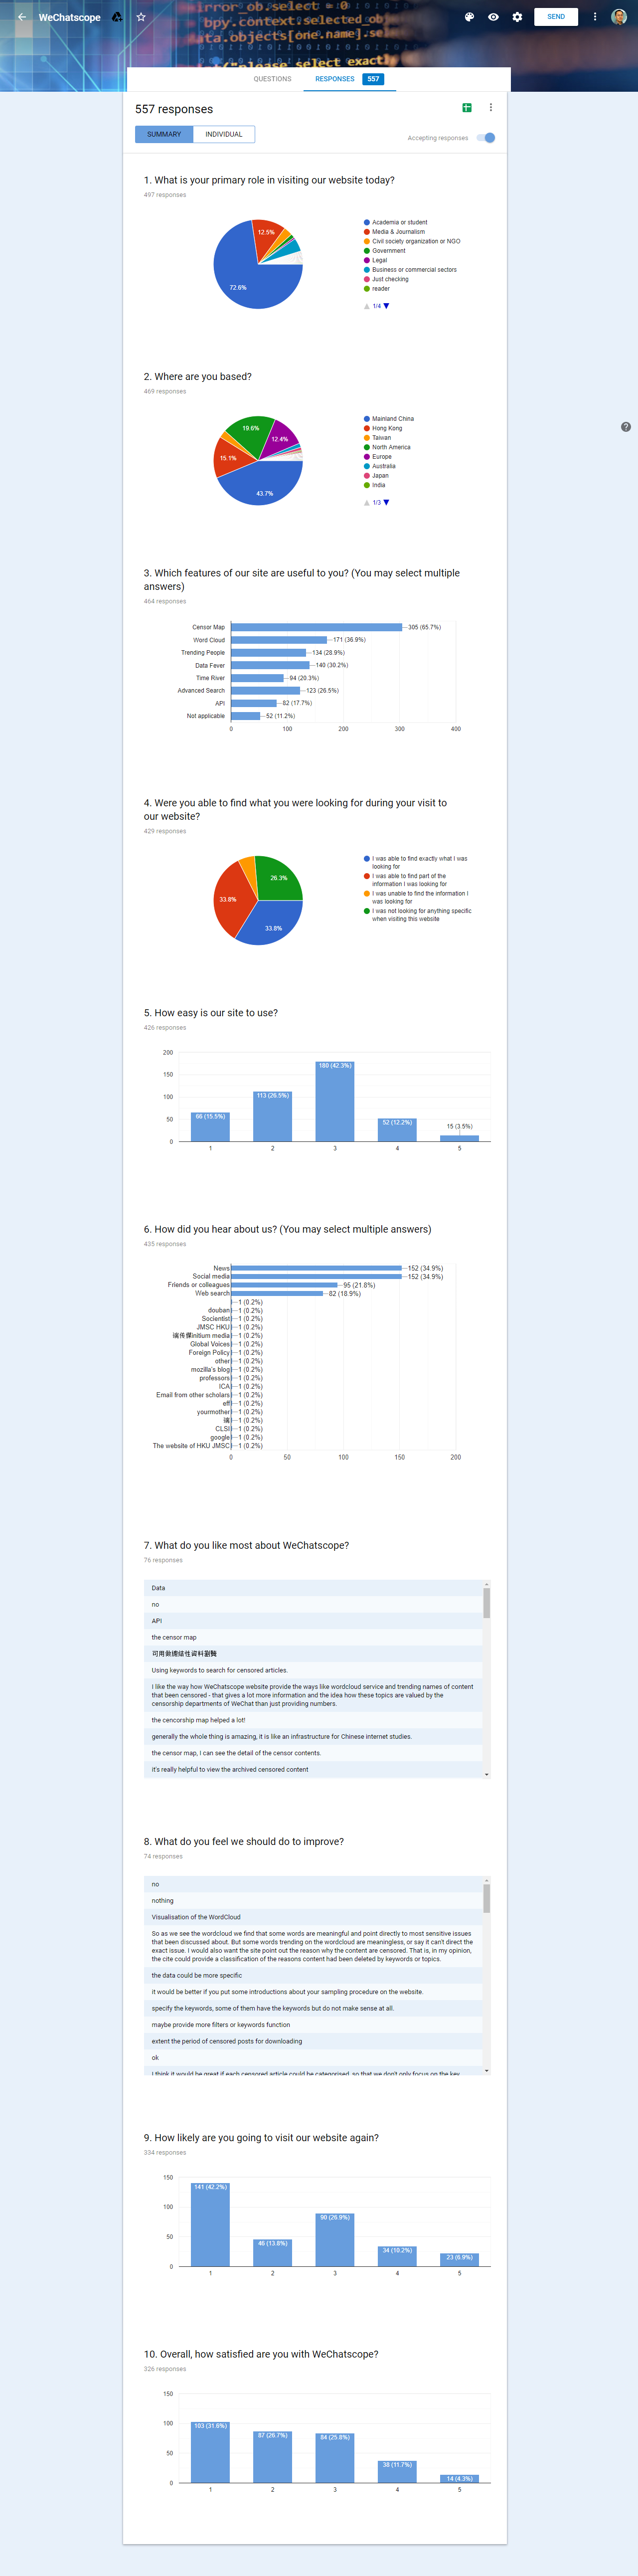 WeChatscope
SEND
QUESTIONS
RESPONSES 557
557 responses
SUMMARY
INDIVIDUAL
Accepting responses
1. What is your primary role in visiting our website today?
497 responses
12.5%
72.6%
Academia or student
Media & Journalism
Civil society organization or NGO
Government
Legal
Business or commercial sectors
Just checking
reader
1/4
2. Where are you based?
469 responses
19.6%
12.4%
15.1%
43.7%
Mainland China
Hong Kong
Taiwan
North America
Europe
Australia
Japan
India
1/3
3. Which features of our site are useful to you? (You may select multiple
answers)
464 responses
Censor Map 305 (65.7%)
Word Cloud 171 (36.9%)
Trending People 134 (28.9%)
Data Fever 140 (30.2%)
Time River 94 (20.3%)
Advanced Search 123 (26.5%)
API 82 (17.7%)
Not applicable 52 (11.2%)
0 100 200 300 400
4. Were you able to find what you were looking for during your visit to
our website?
429 responses
26.3%
33.8%
33.8%
I was able to find exactly what I was
looking for
I was able to find part of the
information I was looking for
I was unable to find the information I
was looking for
I was not looking for anything specific
when visiting this website
5. How easy is our site to use?
426 responses
200
150
100
50
0
66 (15.5%)
113 (26.5%)
180 (42.3%)
52 (12.2%)
15 (3.5%)
1 2 3 4 5
6. How did you hear about us? (You may select multiple answers)
435 responses
News 152 (34.9%)
Social media 152 (34.9%)
Friends or colleagues 95 (21.8%)
Web search 82 (18.9%)
1 (0.2%)
douban 1 (0.2%)
Socientist 1 (0.2%)
JMSC HKU 1 (0.2%)
端传媒initium media 1 (0.2%)
Global Voices 1 (0.2%)
Foreign Policy 1 (0.2%)
other 1 (0.2%)
mozilla's blog 1 (0.2%)
professors 1 (0.2%)
ICA 1 (0.2%)
Email from other scholars 1 (0.2%)
eff 1 (0.2%)
yourmother 1 (0.2%)
端 1 (0.2%)
CLSI 1 (0.2%)
google 1 (0.2%)
The website of HKU JMSC 1 (0.2%)
0 50 100 150 200
7. What do you like most about WeChatscope?
76 responses
Data
no
API
the censor map
Using keywords to search for censored articles.
I like the way how WeChatscope website provide the ways like wordcloud service and trending names of content
that been censored - that gives a lot more information and the idea how these topics are valued by the
censorship departments of WeChat than just providing numbers.
the cencorship map helped a lot!
generally the whole thing is amazing, it is like an infrastructure for Chinese internet studies.
the censor map, I can see the detail of the censor contents.
it's really helpful to view the archived censored content
8. What do you feel we should do to improve?
74 responses
no
nothing
Visualisation of the WordCloud
So as we see the wordcloud we find that some words are meaningful and point directly to most sensitive issues
that been discussed about. But some words trending on the wordcloud are meaningless, or say it can't direct the
exact issue. I would also want the site point out the reason why the content are censored. That is, in my opinion,
the cite could provide a classification of the reasons content had been deleted by keywords or topics.
the data could be more specific
it would be better if you put some introductions about your sampling procedure on the website.
specify the keywords, some of them have the keywords but do not make sense at all.
maybe provide more filters or keywords function
extent the period of censored posts for downloading
ok
I think it would be great if each censored article could be categorised, so that we don't only focus on the key
9. How likely are you going to visit our website again?
334 responses
150
100
50
0
141 (42.2%)
46 (13.8%)
90 (26.9%)
34 (10.2%)
23 (6.9%)
1 2 3 4 5
10. Overall, how satisfied are you with WeChatscope?
326 responses
150
100
50
0
103 (31.6%)
87 (26.7%)
84 (25.8%)
38 (11.7%)
14 (4.3%)
1 2 3 4 5